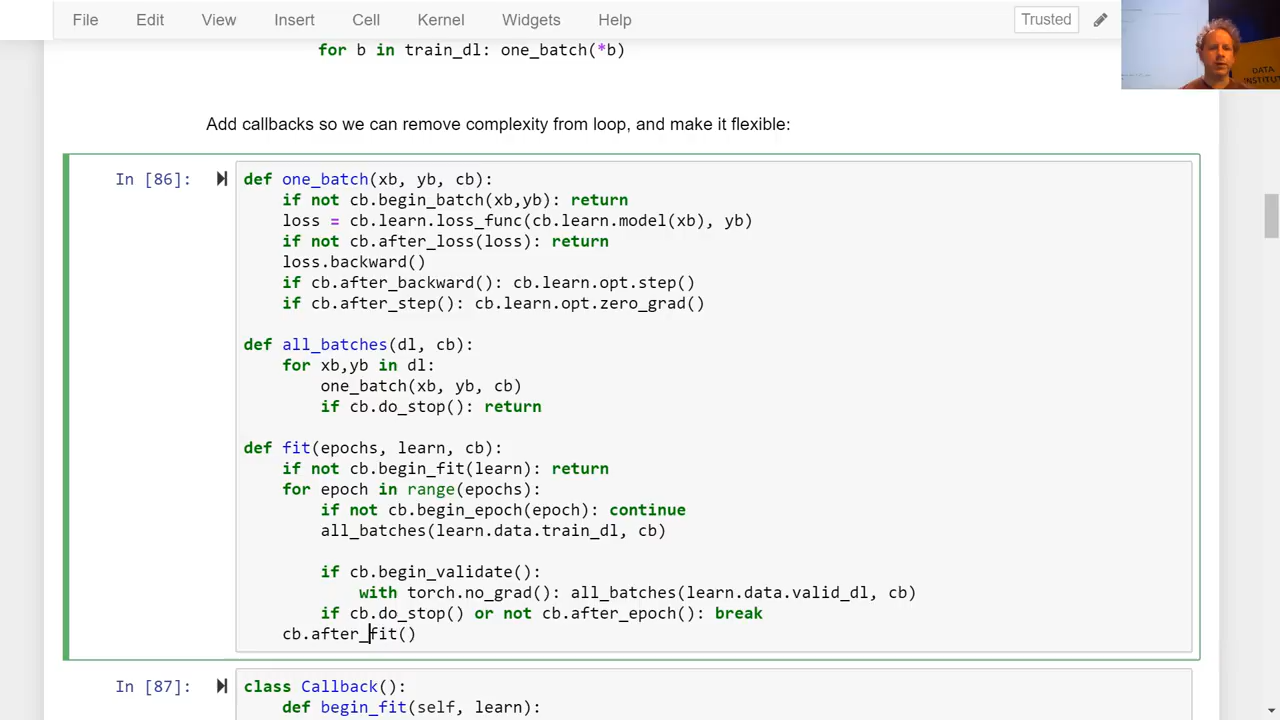 File Edit View Insert Cell Kernel Widgets Help Trusted
for b in train_dl: one_batch(*b)
DATA
INSTITUT
Add callbacks so we can remove complexity from loop, and make it flexible:
In [86]:
def one_batch(xb, yb, cb):
    if not cb.begin_batch(xb,yb): return
    loss = cb.learn.loss_func(cb.learn.model(xb), yb)
    if not cb.after_loss(loss): return
    loss.backward()
    if cb.after_backward(): cb.learn.opt.step()
    if cb.after_step(): cb.learn.opt.zero_grad()
def all_batches(dl, cb):
    for xb,yb in dl:
        one_batch(xb, yb, cb)
        if cb.do_stop(): return
def fit(epochs, learn, cb):
    if not cb.begin_fit(learn): return
    for epoch in range(epochs):
        if not cb.begin_epoch(epoch): continue
        all_batches(learn.data.train_dl, cb)
        if cb.begin_validate():
            with torch.no_grad(): all_batches(learn.data.valid_dl, cb)
        if cb.do_stop() or not cb.after_epoch(): break
    cb.after_fit()
In [87]:
class Callback():
    def begin_fit(self, learn):